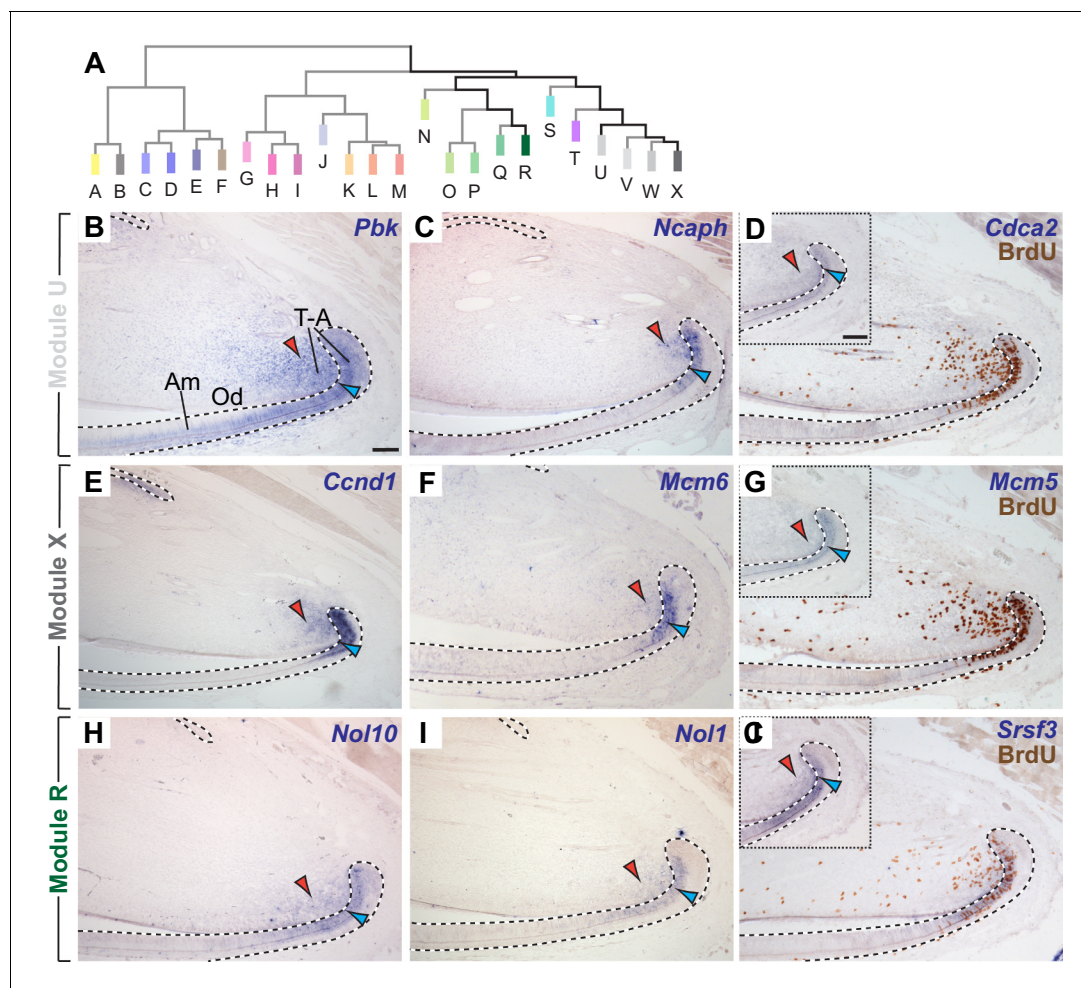 A
A B C D E F G H I J K L M N O P Q R S T U V W X
Module U
B
Pbk
T-A
Am
Od
C
Ncaph
D
Cdca2
BrdU
Module X
E
Ccnd1
F
Mcm6
G
Mcm5
BrdU
Module R
H
Nol10
I
Nol1
Srsf3
BrdU